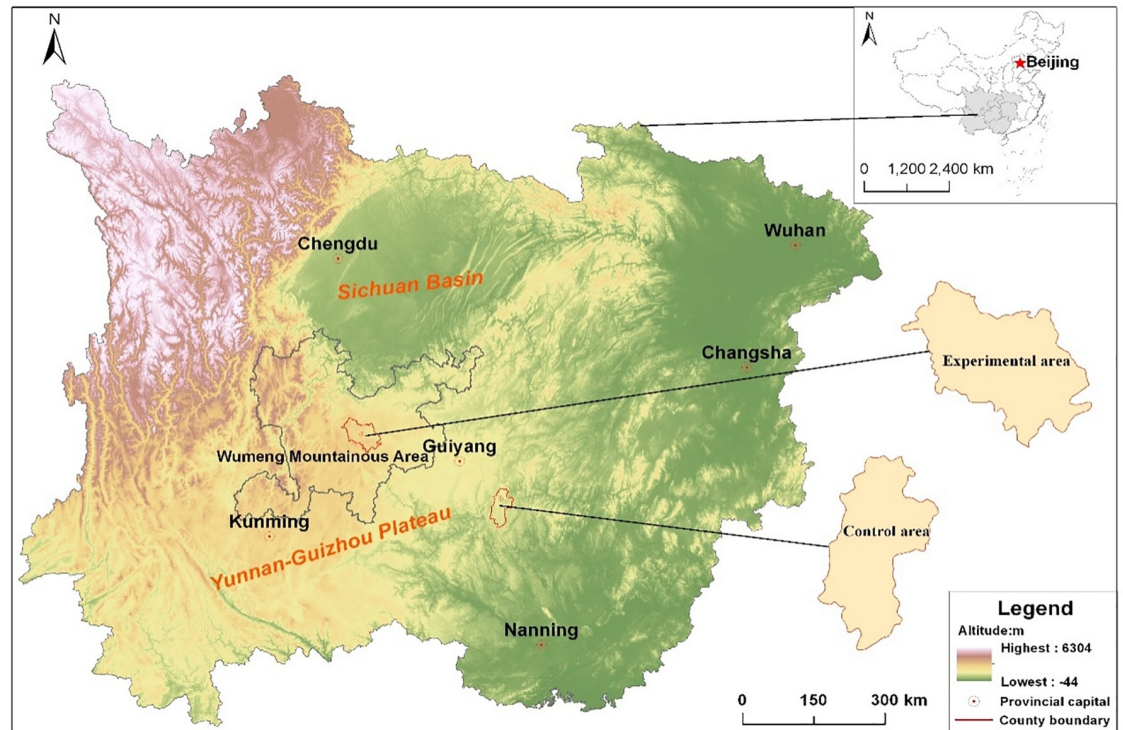 N
N
Beijing
0 1,200 2,400 km
Chengdu
Wuhan
Sichuan Basin
Changsha
Experimental area
Guiyang
Wumeng Mountainous Area
Kunming
Control area
Yunnan-Guizhou Plateau
Nanning
Legend
Altitude:m
Highest : 6304
Lowest : -44
Provincial capital
County boundary
0 150 300 km